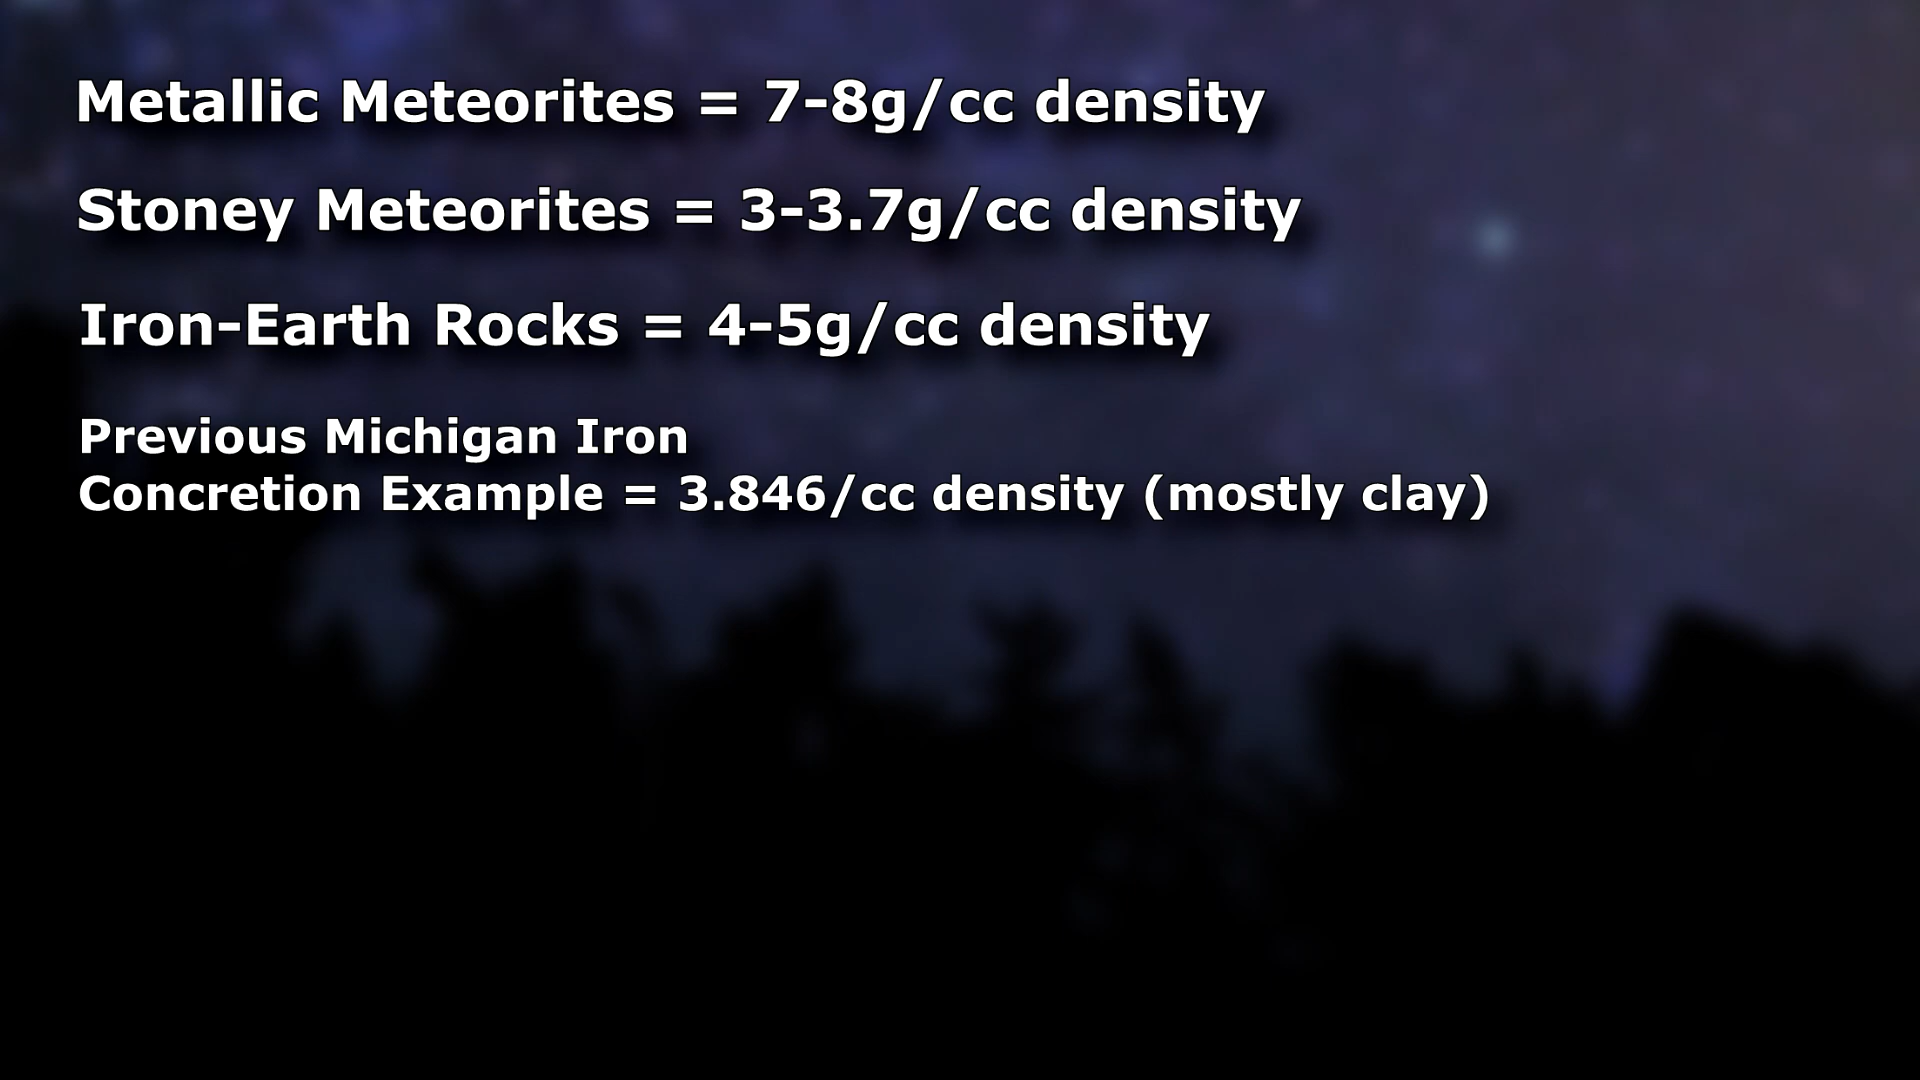 Metallic Meteorites = 7-8g/cc density
Stoney Meteorites = 3-3.7g/cc density
Iron-Earth Rocks = 4-5g/cc density
Previous Michigan Iron
Concretion Example = 3.846/cc density (mostly clay)